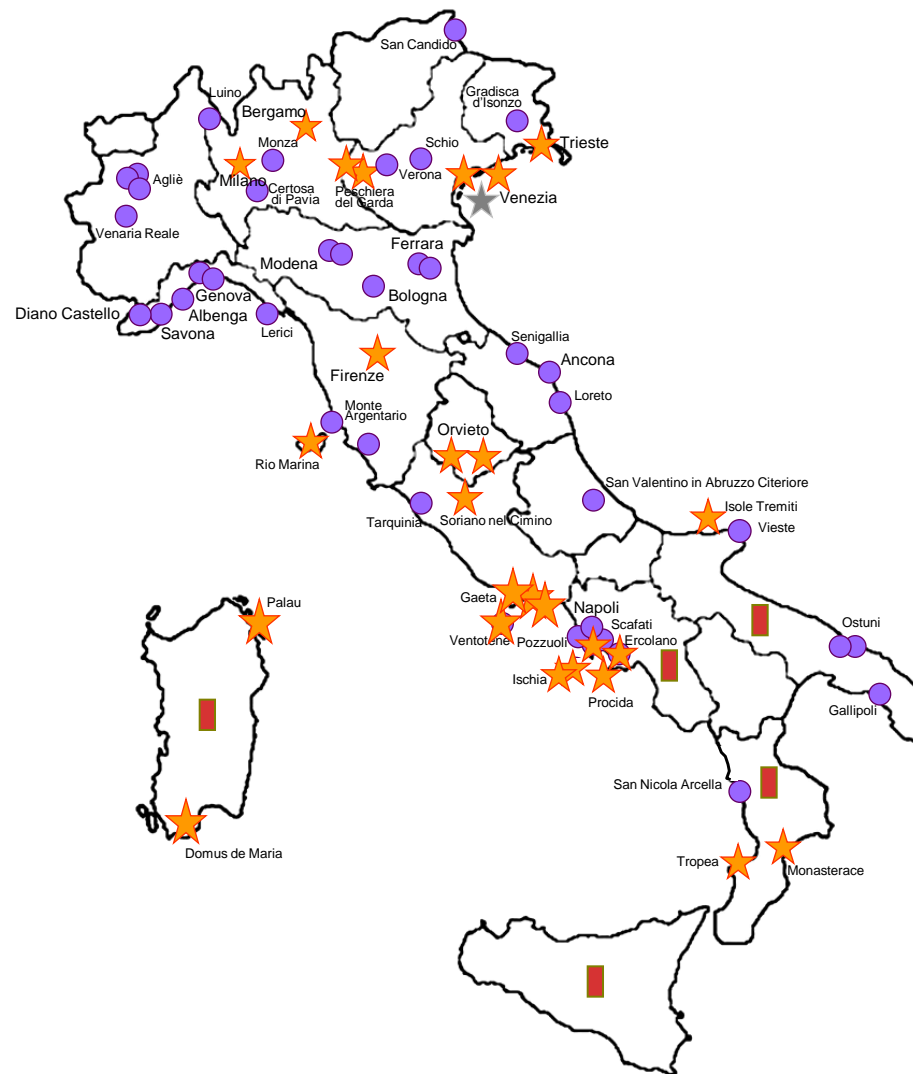 San Candido
Gradisca
d'Isonzo
Luino
Bergamo
Trieste
Monza
Schio
Agliè
Milano
Verona
Certosa
di Pavia
Peschiera
del Garda
Venezia
Venaria Reale
Ferrara
Modena
Bologna
Genova
Diano Castello
Albenga
Savona
Lerici
Senigallia
Ancona
Firenze
Loreto
Monte
Argentario
Orvieto
Rio Marina
San Valentino in Abruzzo Citeriore
Isole Tremiti
Tarquinia
Soriano nel Cimino
Vieste
Gaeta
Palau
Napoli
Scafati
Ventotene
Pozzuoli
Ercolano
Ostuni
Ischia
Procida
Gallipoli
San Nicola Arcella
Domus de Maria
Tropea
Monasterace